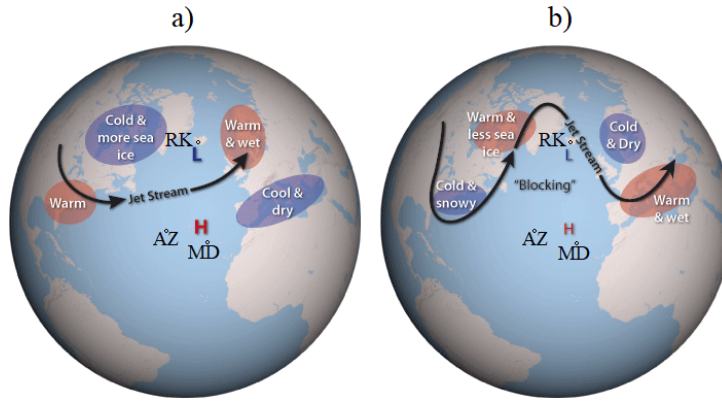 a)
b)
Cold &
more sea
ice
RK
L
Warm
& wet
Warm
Jet Stream
Cool &
dry
H
AZ
MD
Warm &
less sea
ice
RK
L
Jet Stream
Cold
& Dry
Cold &
snowy
"Blocking"
Warm
& wet
H
AZ
MD